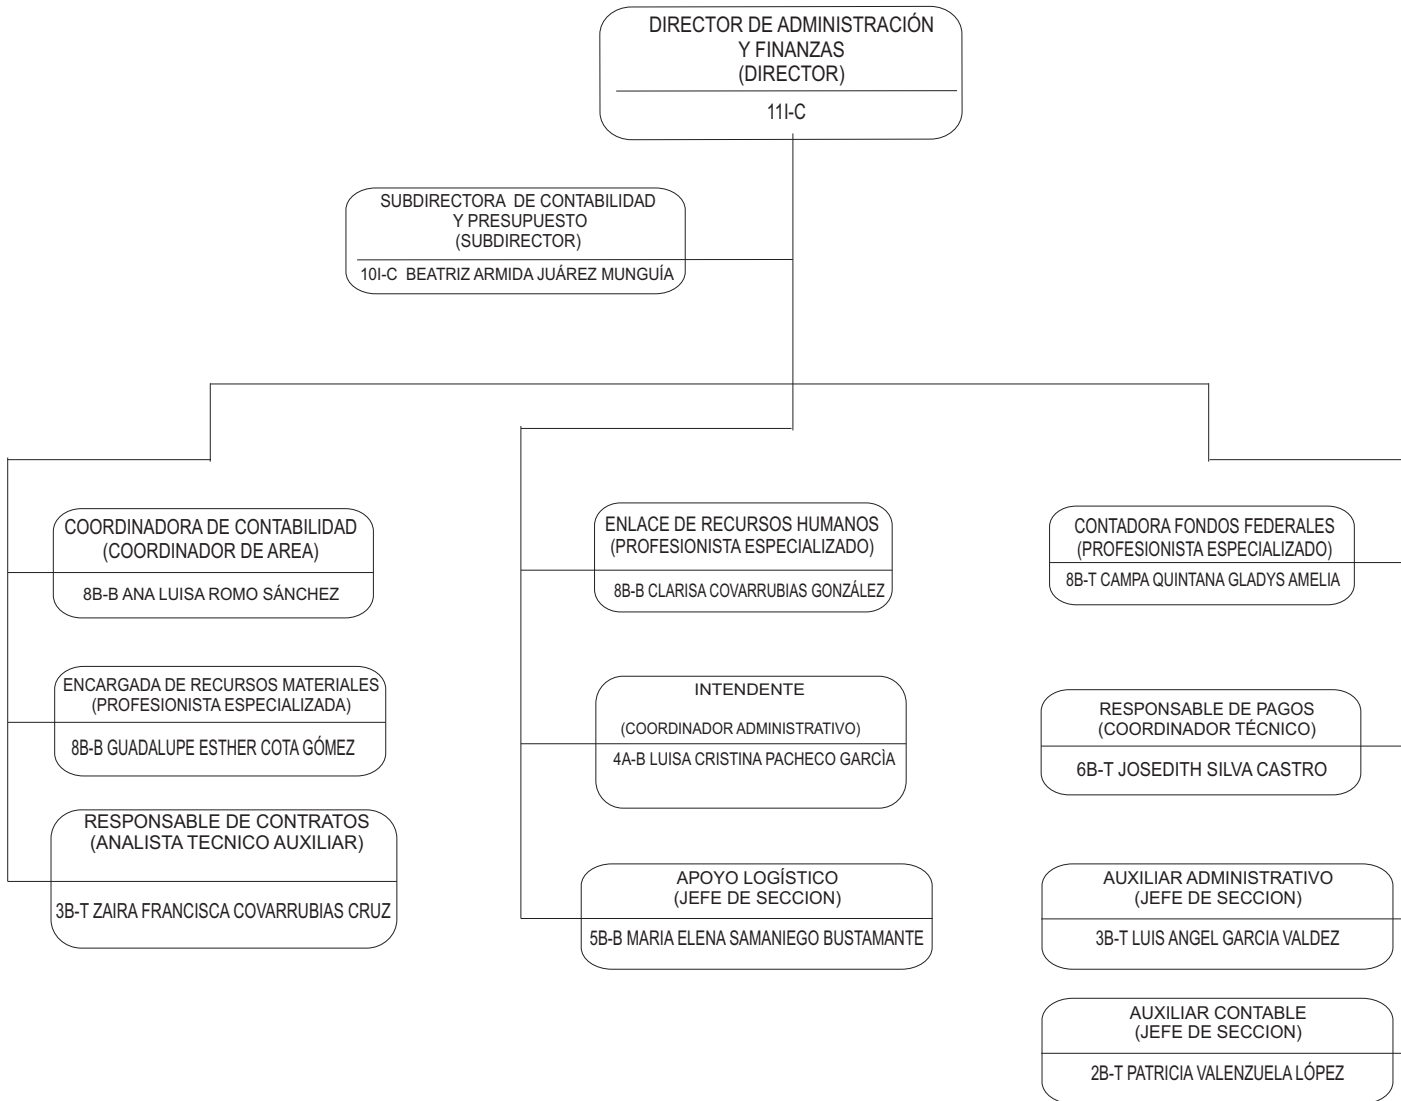 DIRECTOR DE ADMINISTRACIÓN
Y FINANZAS
(DIRECTOR)
11I-C
SUBDIRECTORA DE CONTABILIDAD
Y PRESUPUESTO
(SUBDIRECTOR)
10I-C BEATRIZ ARMIDA JUÁREZ MUNGUÍA
COORDINADORA DE CONTABILIDAD
(COORDINADOR DE AREA)
8B-B ANA LUISA ROMO SÁNCHEZ
ENCARGADA DE RECURSOS MATERIALES
(PROFESIONISTA ESPECIALIZADA)
8B-B GUADALUPE ESTHER COTA GÓMEZ
RESPONSABLE DE CONTRATOS
(ANALISTA TECNICO AUXILIAR)
3B-T ZAIRA FRANCISCA COVARRUBIAS CRUZ
ENLACE DE RECURSOS HUMANOS
(PROFESIONISTA ESPECIALIZADO)
8B-B CLARISA COVARRUBIAS GONZÁLEZ
INTENDENTE
(COORDINADOR ADMINISTRATIVO)
4A-B LUISA CRISTINA PACHECO GARCÌA
APOYO LOGÍSTICO
(JEFE DE SECCION)
5B-B MARIA ELENA SAMANIEGO BUSTAMANTE
CONTADORA FONDOS FEDERALES
(PROFESIONISTA ESPECIALIZADO)
8B-T CAMPA QUINTANA GLADYS AMELIA
RESPONSABLE DE PAGOS
(COORDINADOR TÉCNICO)
6B-T JOSEDITH SILVA CASTRO
AUXILIAR ADMINISTRATIVO
(JEFE DE SECCION)
3B-T LUIS ANGEL GARCIA VALDEZ
AUXILIAR CONTABLE
(JEFE DE SECCION)
2B-T PATRICIA VALENZUELA LÓPEZ